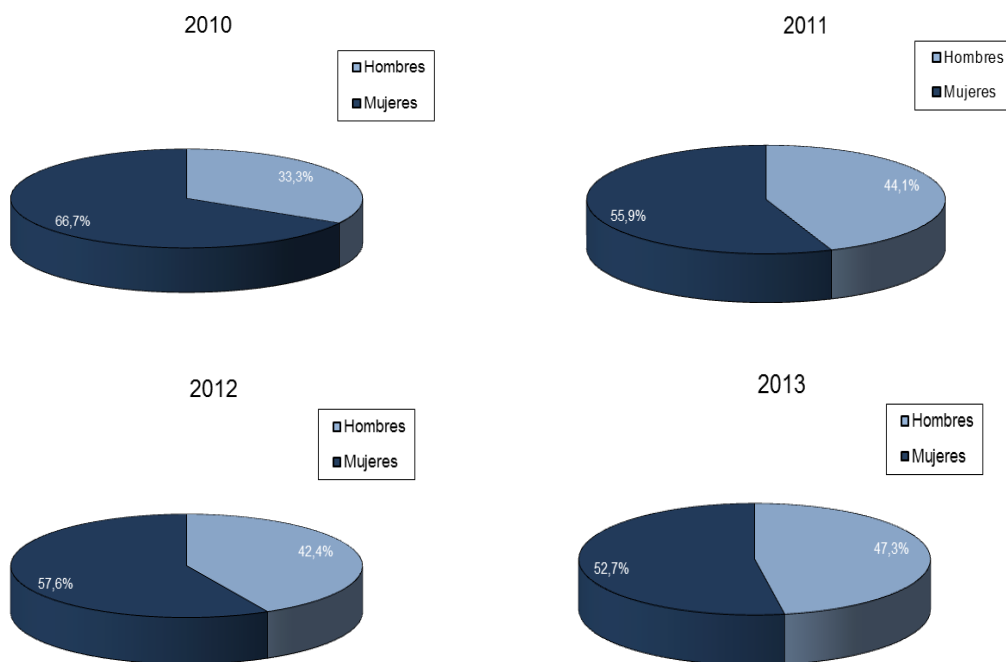 2010
Hombres
Mujeres
33,3%
66,7%
2011
Hombres
Mujeres
44,1%
55,9%
2012
Hombres
Mujeres
42,4%
57,6%
2013
Hombres
Mujeres
47,3%
52,7%